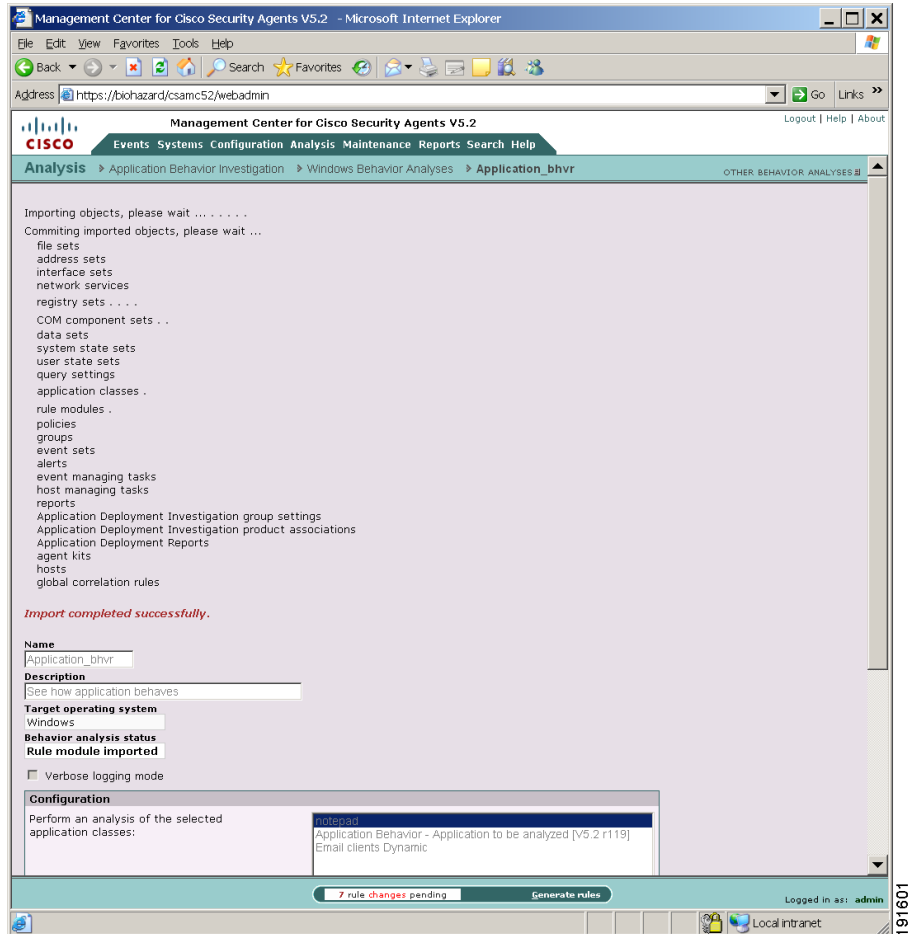 Management Center for Cisco Security Agents V5.2 - Microsoft Internet Explorer
File Edit View Favorites Tools Help
Back Search Favorites
Address https://biohazard/csamc52/webadmin Go Links »
Management Center for Cisco Security Agents V5.2 Logout | Help | About
CISCO Events Systems Configuration Analysis Maintenance Reports Search Help
Analysis Application Behavior Investigation Windows Behavior Analyses Application_bhvr OTHER BEHAVIOR ANALYSES
Importing objects, please wait ... . . . . .
Commiting imported objects, please wait ...
file sets
address sets
interface sets
network services
registry sets . . . .
COM component sets . .
data sets
system state sets
user state sets
query settings
application classes .
rule modules .
policies
groups
event sets
alerts
event managing tasks
host managing tasks
reports
Application Deployment Investigation group settings
Application Deployment Investigation product associations
Application Deployment Reports
agent kits
hosts
global correlation rules
Import completed successfully.
Name
Application_bhvr
Description
See how application behaves
Target operating system
Windows
Behavior analysis status
Rule module imported
Verbose logging mode
Configuration
Perform an analysis of the selected
application classes:
notepad
Application Behavior - Application to be analyzed [V5.2 r119]
Email clients Dynamic
7 rule changes pending Generate rules
Logged in as: admin
Local intranet
191601